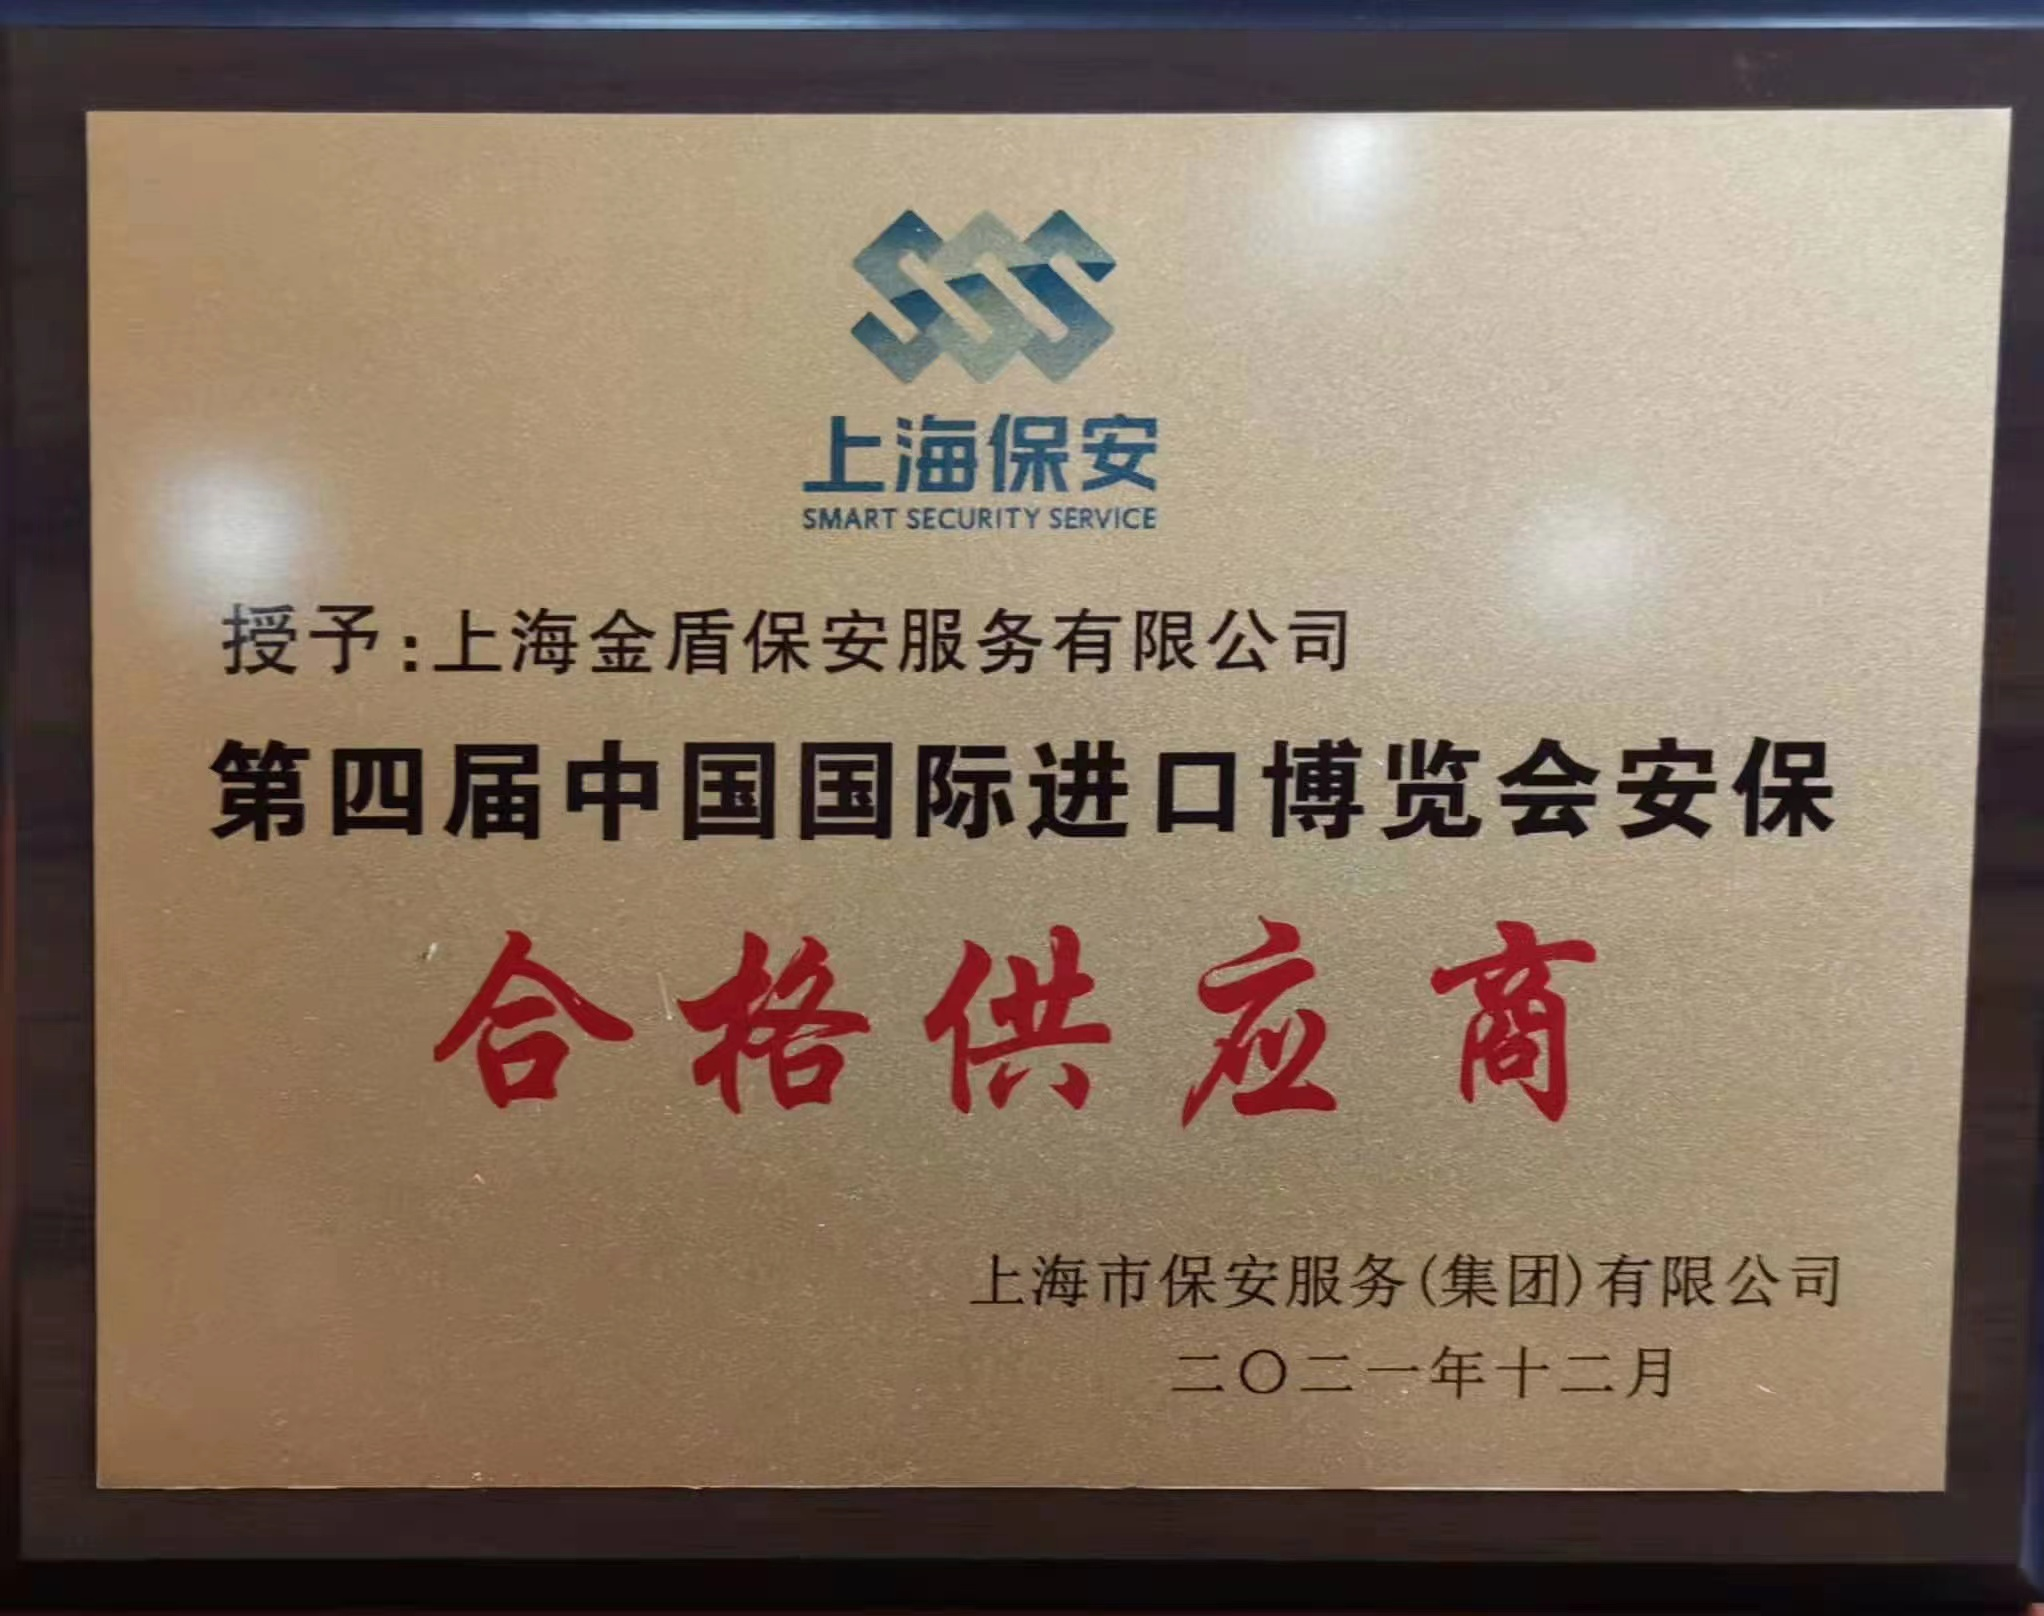 上海保安
SMART SECURITY SERVICE
授予:上海金盾保安服务有限公司
第四届中国国际进口博览会安保
合格供应商
上海市保安服务(集团)有限公司
二〇二一年十二月